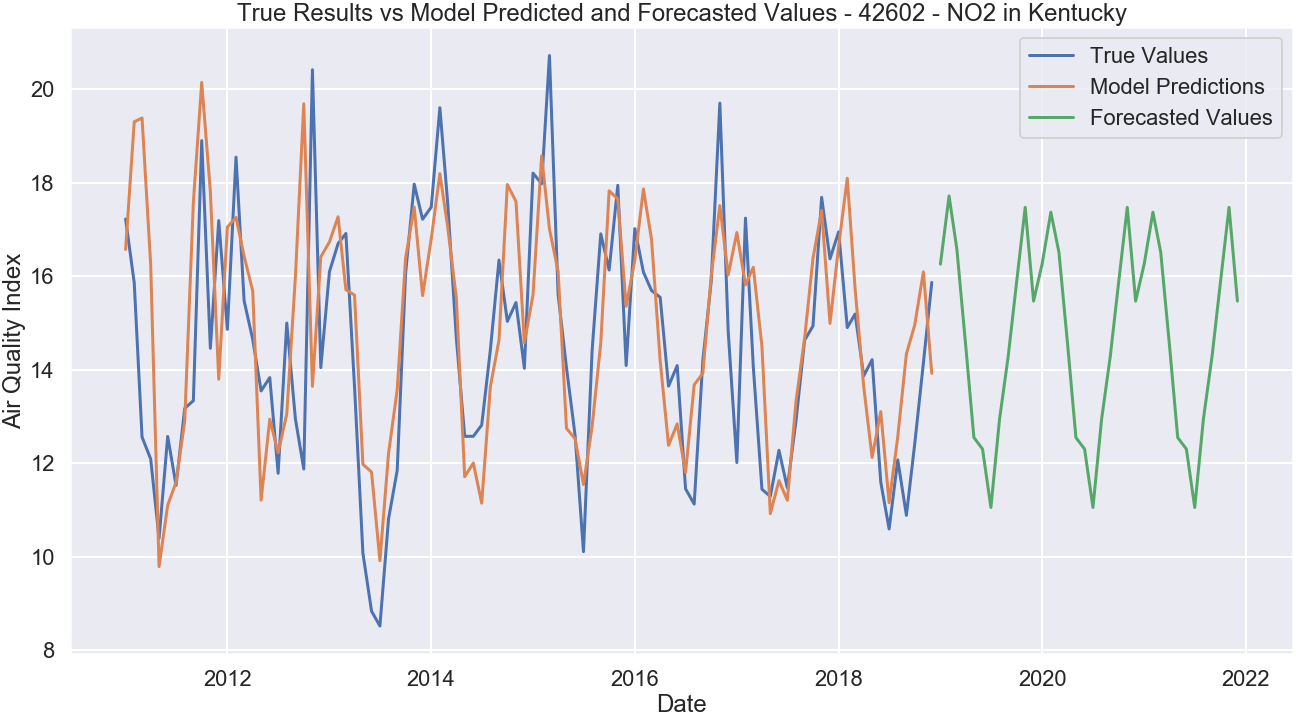 True Results vs Model Predicted and Forecasted Values - 42602 - NO2 in Kentucky
True Values
Model Predictions
Forecasted Values
Air Quality Index
20
18
16
14
12
10
8
2012 2014 2016 2018 2020 2022
Date